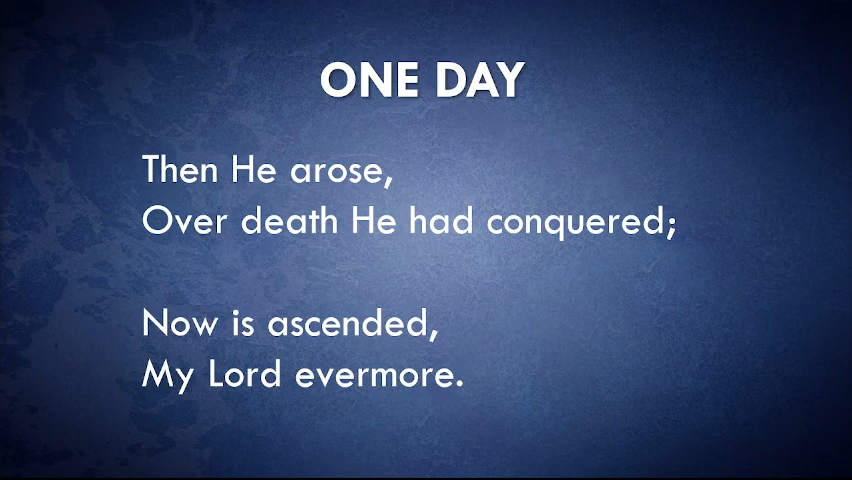 ONE DAY
Then He arose,
Over death He had conquered;
Now is ascended,
My Lord evermore.